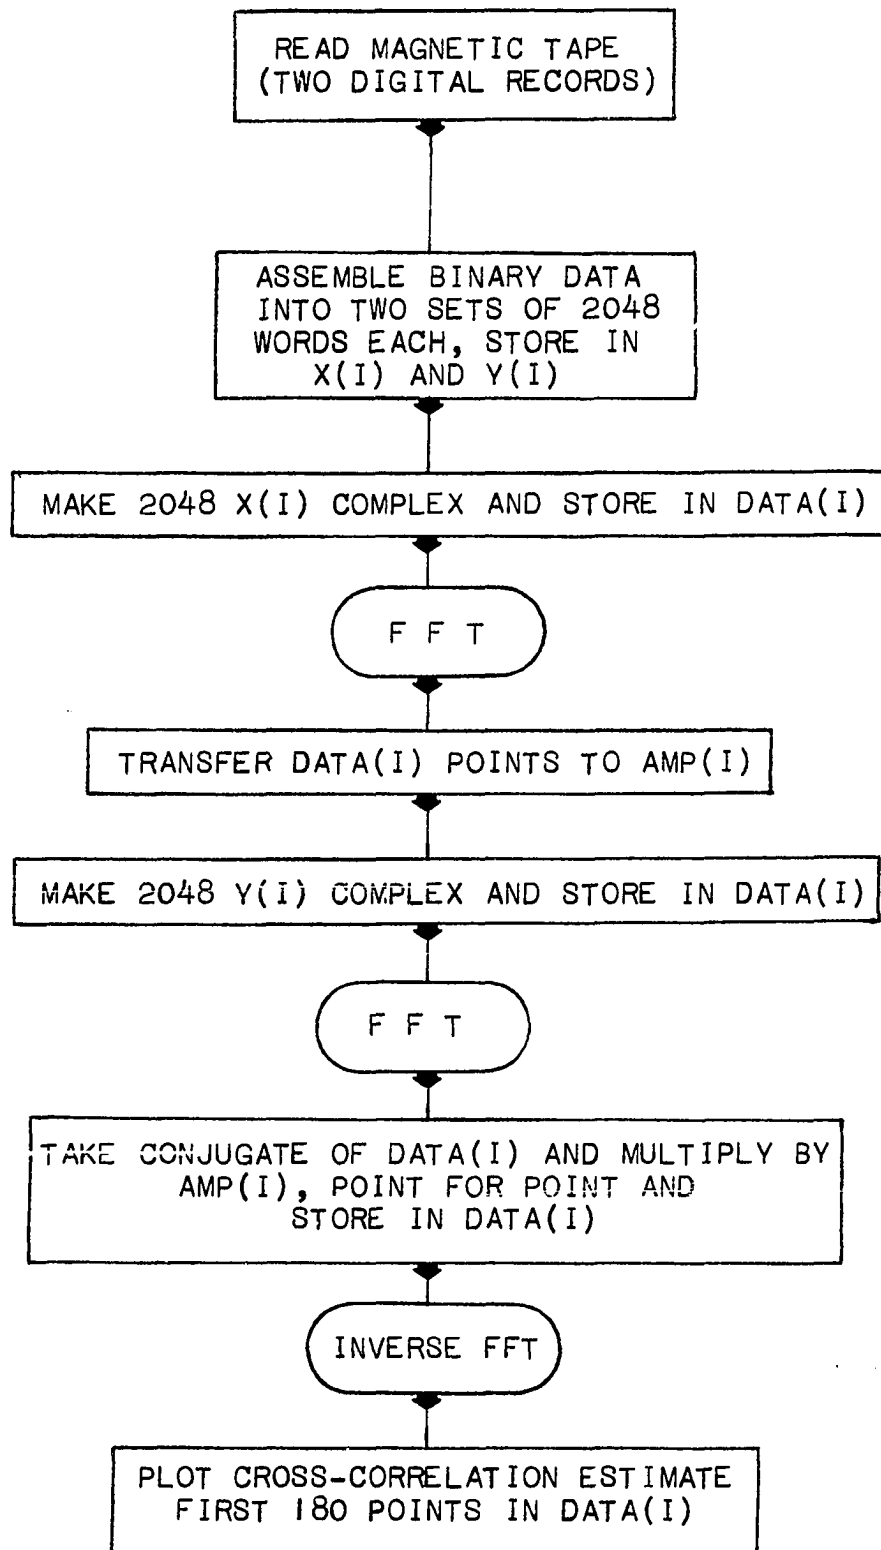 READ MAGNETIC TAPE
(TWO DIGITAL RECORDS)
ASSEMBLE BINARY DATA
INTO TWO SETS OF 2048
WORDS EACH, STORE IN
X(I) AND Y(I)
MAKE 2048 X(I) COMPLEX AND STORE IN DATA(I)
F F T
TRANSFER DATA(I) POINTS TO AMP(I)
MAKE 2048 Y(I) COMPLEX AND STORE IN DATA(I)
F F T
TAKE CONJUGATE OF DATA(I) AND MULTIPLY BY
AMP(I), POINT FOR POINT AND
STORE IN DATA(I)
INVERSE FFT
PLOT CROSS-CORRELATION ESTIMATE
FIRST 180 POINTS IN DATA(I)